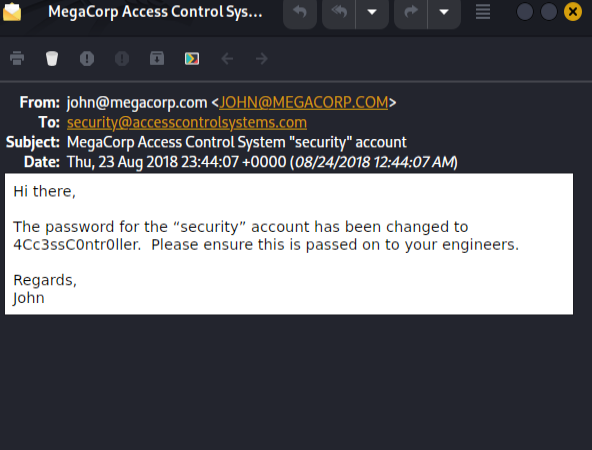 MegaCorp Access Control Sys...
From: john@megacorp.com <JOHN@MEGACORP.COM>
To: security@accesscontrolsystems.com
Subject: MegaCorp Access Control System "security" account
Date: Thu, 23 Aug 2018 23:44:07 +0000 (08/24/2018 12:44:07 AM)
Hi there,
The password for the “security” account has been changed to
4Cc3ssC0ntr0ller.  Please ensure this is passed on to your engineers.
Regards,
John